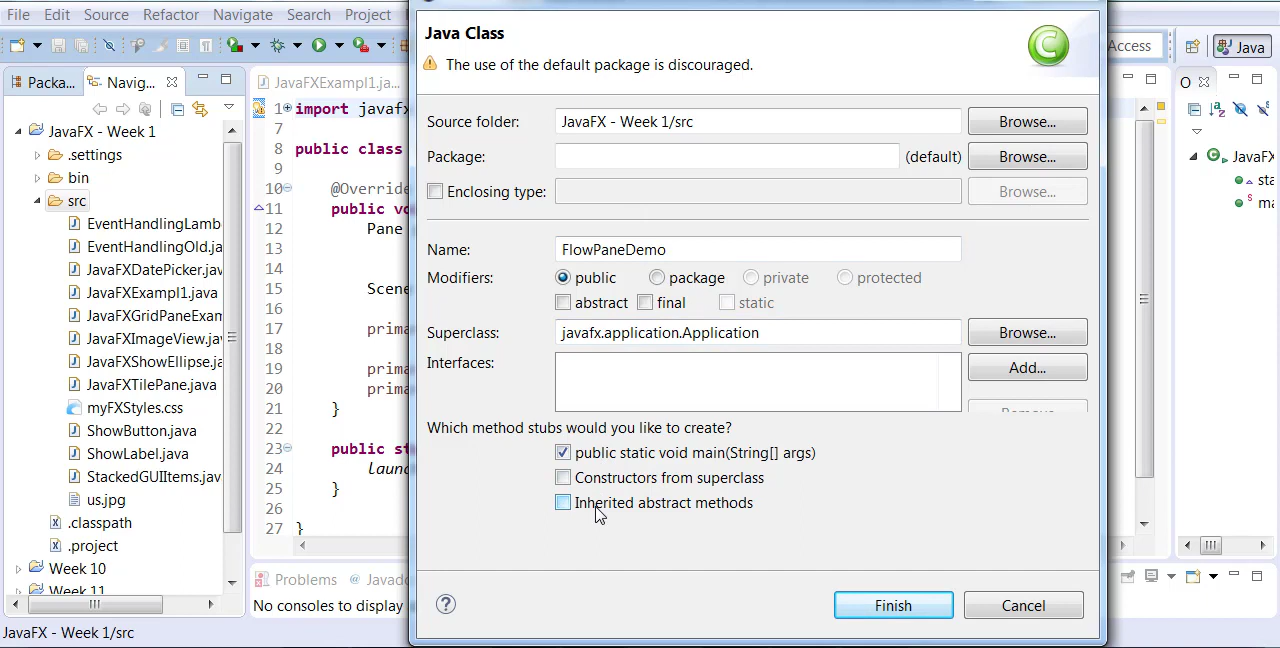 File Edit Source Refactor Navigate Search Project
Access
Java
Packa...
Navig...
JavaFXExampl1.ja...
JavaFX - Week 1
.settings
bin
src
EventHandlingLamb
EventHandlingOld.ja
JavaFXDatePicker.jav
JavaFXExampl1.java
JavaFXGridPaneExam
JavaFXImageView.jav
JavaFXShowEllipse.ja
JavaFXTilePane.java
myFXStyles.css
ShowButton.java
ShowLabel.java
StackedGUIItems.jav
us.jpg
.classpath
.project
Week 10
Week 11
JavaFX - Week 1/src
1 import javafx
7
8 public class
9
10 @Override
11 public vo
12 Pane
13
14
15 Scene
16
17 prima
18
19 prima
20 prima
21 }
22
23 public st
24 launc
25 }
26
27 }
Problems @ Javado
No consoles to display
Java Class
The use of the default package is discouraged.
Source folder: JavaFX - Week 1/src Browse...
Package: (default) Browse...
Enclosing type: Browse...
Name: FlowPaneDemo
Modifiers: public package private protected
abstract final static
Superclass: javafx.application.Application Browse...
Interfaces: Add...
Remove
Which method stubs would you like to create?
public static void main(String[] args)
Constructors from superclass
Inherited abstract methods
Finish Cancel
O
JavaFX
sta
ma